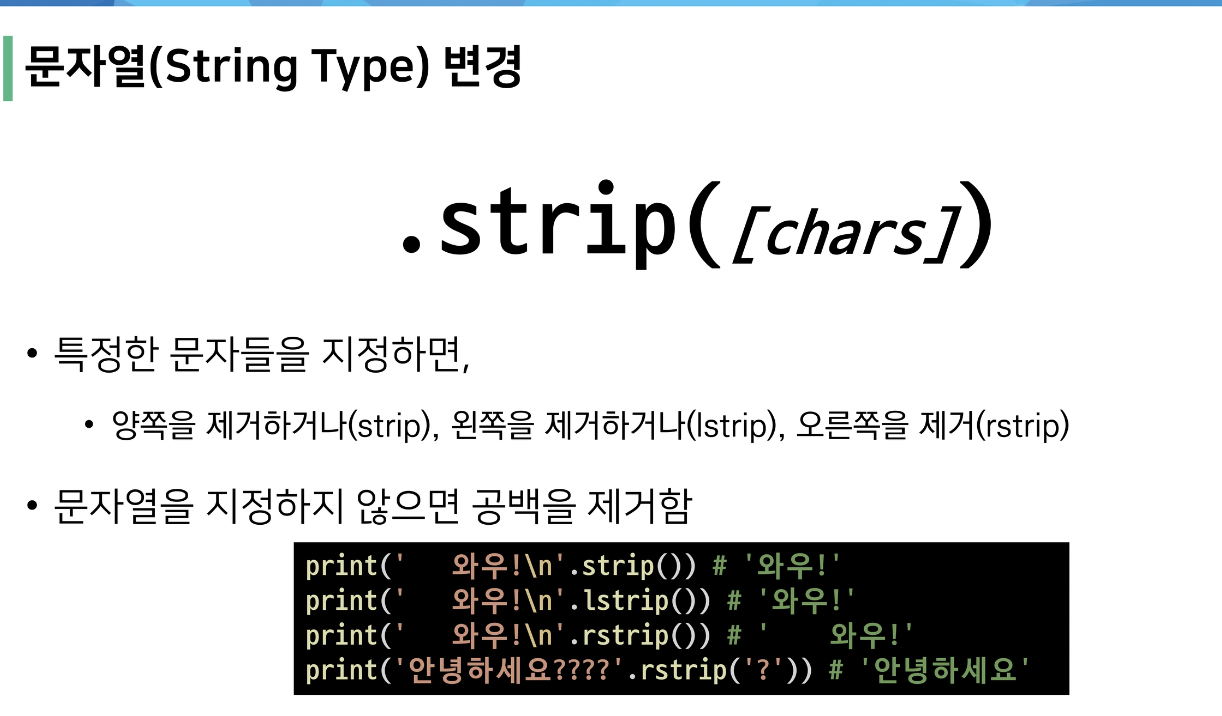 문자열(String Type) 변경
.strip([chars])
• 특정한 문자들을 지정하면,
• 양쪽을 제거하거나(strip), 왼쪽을 제거하거나(lstrip), 오른쪽을 제거(rstrip)
• 문자열을 지정하지 않으면 공백을 제거함
print('   와우!\n'.strip()) # '와우!'
print('   와우!\n'.lstrip()) # '와우!'
print('   와우!\n'.rstrip()) # '    와우!'
print('안녕하세요????'.rstrip('?')) # '안녕하세요'